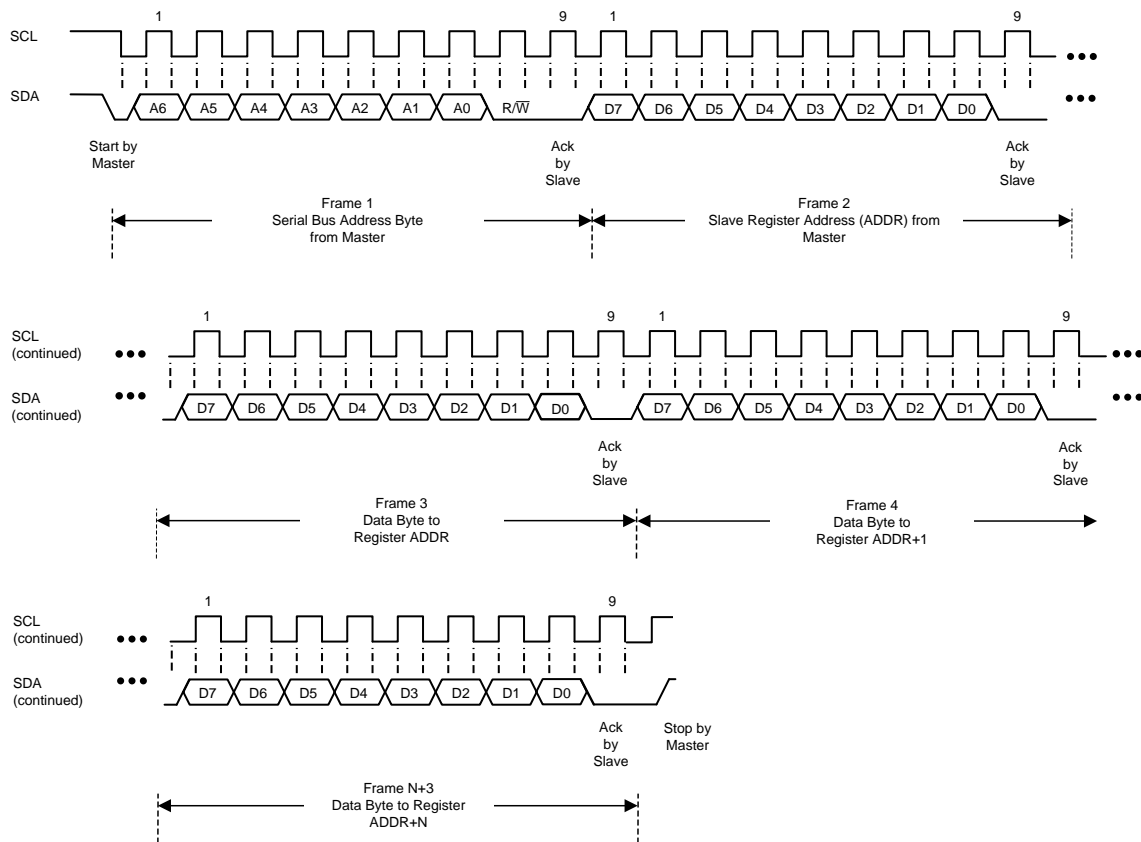 1 9 1 9
SCL
SDA
A6 A5 A4 A3 A2 A1 A0 R/W̅ D7 D6 D5 D4 D3 D2 D1 D0
Start by
Master
Ack
by
Slave
Ack
by
Slave
Frame 1
Serial Bus Address Byte
from Master
Frame 2
Slave Register Address (ADDR) from
Master
1 9 1 9
SCL
(continued)
SDA
(continued)
D7 D6 D5 D4 D3 D2 D1 D0 D7 D6 D5 D4 D3 D2 D1 D0
Ack
by
Slave
Ack
by
Slave
Frame 3
Data Byte to
Register ADDR
Frame 4
Data Byte to
Register ADDR+1
1 9
SCL
(continued)
SDA
(continued)
D7 D6 D5 D4 D3 D2 D1 D0
Ack
by
Slave
Stop by
Master
Frame N+3
Data Byte to Register
ADDR+N